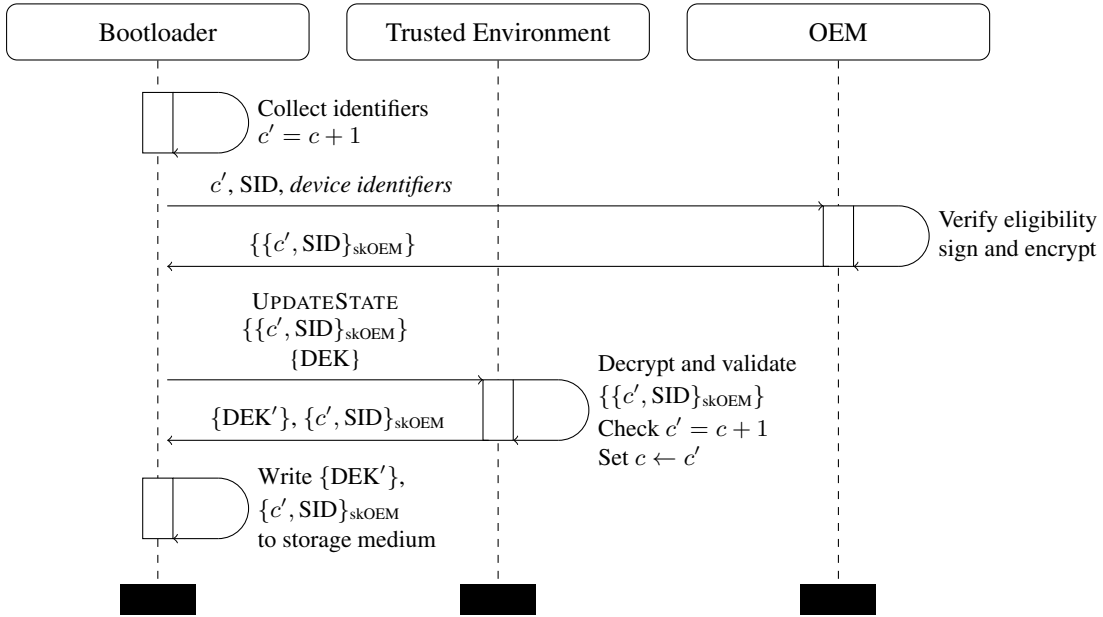 Bootloader
Trusted Environment
OEM
Collect identifiers
c′ = c + 1
c′, SID, device identifiers
Verify eligibility
sign and encrypt
{{c′, SID}skOEM}
UPDATESTATE
{{c′, SID}skOEM}
{DEK}
Decrypt and validate
{{c′, SID}skOEM}
Check c′ = c + 1
Set c ← c′
{DEK′}, {c′, SID}skOEM
Write {DEK′},
{c′, SID}skOEM
to storage medium